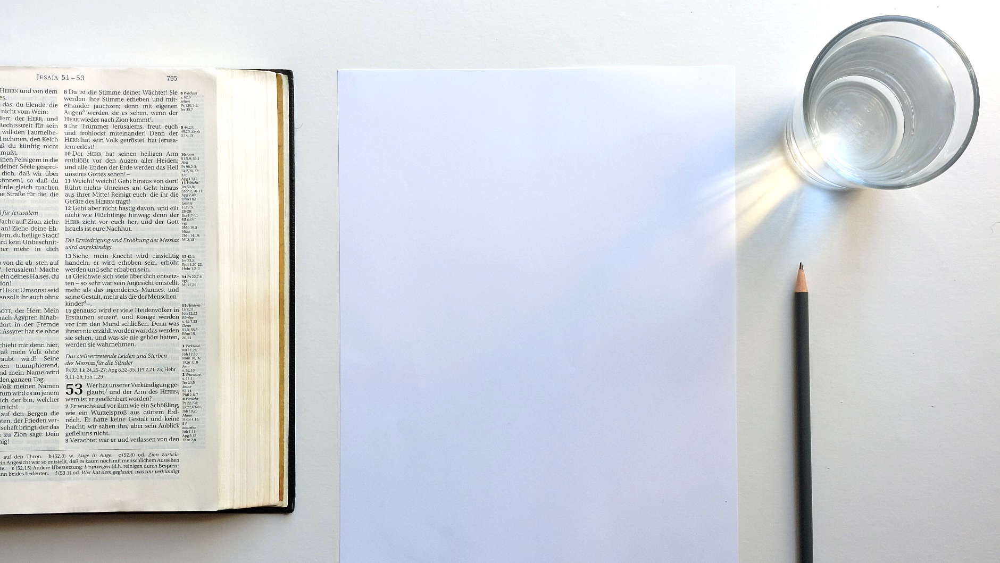 JESAJA 51–53
765
HERRN und von dem
es.
das, du Elende, die
nicht vom Wein:
Herr, der HERR, und
Rechtsstreit für sein
will den Taumelbe-
nehmen, den Kelch
du künftig nicht
mußt,
inen Peinigern in die
deiner Seele gespro-
dich, daß wir über
können!, so daß du
Erde gleich machen
ne Straße für die, die
für Jerusalem
Wache auf! Zion, ziehe
an! Ziehe deine Eh-
lem, du heilige Stadt!
ird kein Unbeschnit-
mer mehr in dich
von dir ab, steh auf
Jerusalem! Mache
eln deines Halses, du
ion!
HERR: Umsonst seid
so sollt ihr auch ohne
GOTT, der Herr: Mein
nach Ägypten hinab-
dort in der Fremde
Assyrer hat sie ohne
schieht mir denn hier,
daß mein Volk ohne
raubt wird? Seine
zen triumphierend,
und mein Name wird
den ganzen Tag.
Volk meinen Namen
rum wird es an jenem
ich der bin, welcher
in ich!
auf den Bergen die
oten, der Frieden ver-
tschaft bringt, der das
zu Zion sagt: Dein
nig!
8 Da ist die Stimme deiner Wächter! Sie
werden ihre Stimme erheben und mit-
einander jauchzen; denn mit eigenen
Augenᵇ werden sie es sehen, wenn der
HERR wieder nach Zion kommtᶜ.
9 Ihr Trümmer Jerusalems, freut euch
und frohlockt miteinander! Denn der
HERR hat sein Volk getröstet, hat Jerusa-
lem erlöst!
10 Der HERR hat seinen heiligen Arm
entblößt vor den Augen aller Heiden;
und alle Enden der Erde werden das Heil
unseres Gottes sehen! –
11 Weicht! weicht! Geht hinaus von dort!
Rührt nichts Unreines an! Geht hinaus
aus ihrer Mitte! Reinigt euch, die ihr die
Geräte des HERRN tragt!
12 Geht aber nicht hastig davon, und eilt
nicht wie Flüchtlinge hinweg; denn der
HERR zieht vor euch her, und der Gott
Israels ist eure Nachhut.
Die Erniedrigung und Erhöhung des Messias
wird angekündigt
13 Siehe, mein Knecht wird einsichtig
handeln, er wird erhoben sein, erhöht
werden und sehr erhaben sein.
14 Gleichwie sich viele über dich entsetz-
ten – so sehr war sein Angesicht entstellt,
mehr als das irgendeines Mannes, und
seine Gestalt, mehr als die der Menschen-
kinderᵈ –,
15 genauso wird er viele Heidenvölker in
Erstaunen setzenᵉ, und Könige werden
vor ihm den Mund schließen. Denn was
ihnen nie erzählt worden war, das werden
sie sehen, und was sie nie gehört hatten,
werden sie wahrnehmen.
Das stellvertretende Leiden und Sterben
des Messias für die Sünder
Ps 22; Lk 24,25-27; Apg 8,32-35; 1Pt 2,21-25; Hebr
9,11-28; Joh 1,29
53 Wer hat unserer Verkündigung ge-
glaubt,ᶠ und der Arm des HERRN,
wem ist er geoffenbart worden?
2 Er wuchs auf vor ihm wie ein Schößling,
wie ein Wurzelsproß aus dürrem Erd-
reich. Er hatte keine Gestalt und keine
Pracht; wir sahen ihn, aber sein Anblick
gefiel uns nicht.
3 Verachtet war er und verlassen von den
8 Wächter
s. 62,6
sehen
Ps 126,1-2;
Jer 33,7
9 44,23;
48,20; Zeph
3,14-15
10 Arm
51,5.9; 53,1
Heil
Ps 98,2-3;
Lk 2,30-32;
3,6;
Apg 13,47
11 Weicht!
Jer 50,8;
Sach 2,10-11;
Apg 2,40;
Offb 18,4
Geräte
1Chr 9,
28-29;
Esr 1,7-11
12 nicht
vgl.
5Mo 16,3
HERR
2Mo 14,19;
Mi 2,13
13 42,1;
Jer 23,5;
Eph 1,20-22;
Hebr 1,2-3
14 Ps 22,7-8
vgl.
Mt 27,29
15 Heidenv.
Lk 2,31;
Joh 12,32
Könige
s. 49,7.23
Denn
51,5; 55,5;
Röm 15,
20-21
1 Verkünd.
Mt 11,25;
Joh 12,38;
Röm 10,16;
1Kor 1,18
Arm
s. 52,10
2 Wurzelsp.
s. 11,1;
Jer 23,5
keine
52,14;
Phil 2,6-7
3 Veracht.
Ps 22,7-8;
Lk 22,63-65;
Joh 10,20
Mann
Hebr 4,15;
5,8
achteten
Joh 1,11;
Apg 3,13;
1Kor 2,8
auf den Thron. b (52,8) w. Auge in Auge. c (52,8) od. Zion zurück-
ein Angesicht war so entstellt, daß es kaum noch mit menschlichem Aussehen
te. e (52,15) Andere Übersetzung: besprengen (d.h. reinigen durch Bespren-
nn beides bedeuten. f (53,1) od. Wer hat dem geglaubt, was uns verkündigt